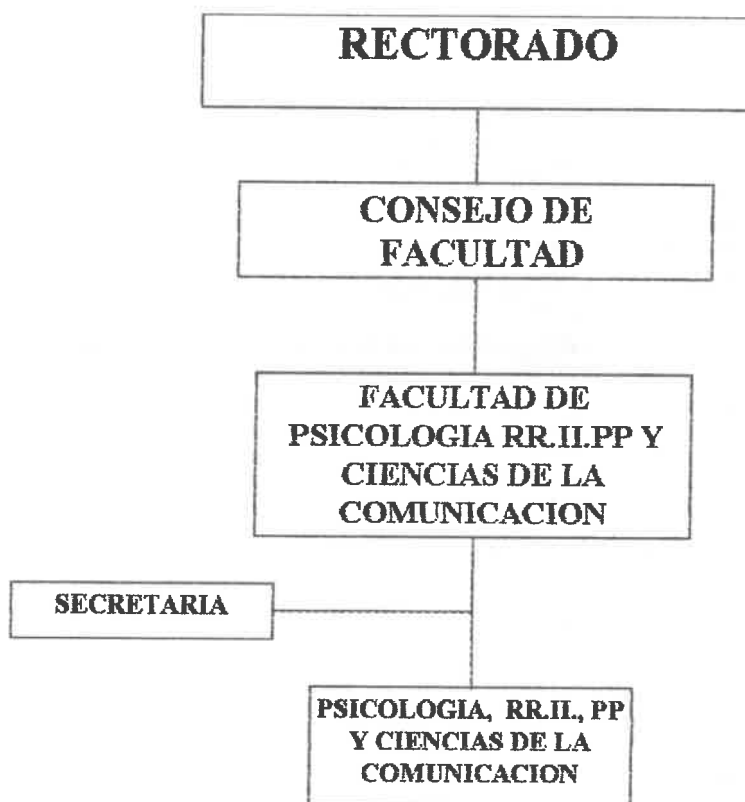 RECTORADO
CONSEJO DE
FACULTAD
FACULTAD DE
PSICOLOGIA RR.II.PP Y
CIENCIAS DE LA
COMUNICACION
SECRETARIA
PSICOLOGIA, RR.II., PP
Y CIENCIAS DE LA
COMUNICACION